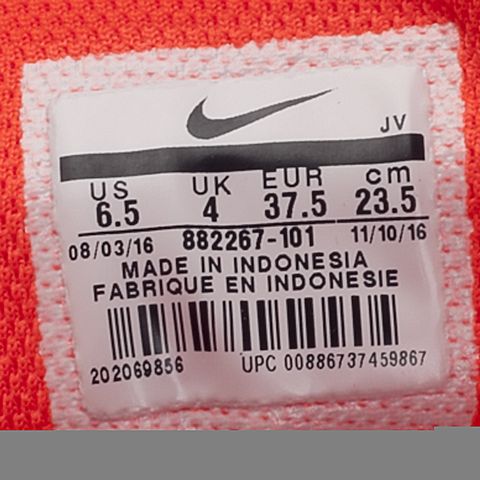 JV
US UK EUR cm
6.5 4 37.5 23.5
08/03/16 882267-101 11/10/16
MADE IN INDONESIA
FABRIQUE EN INDONESIE
202069856 UPC 00886737459867